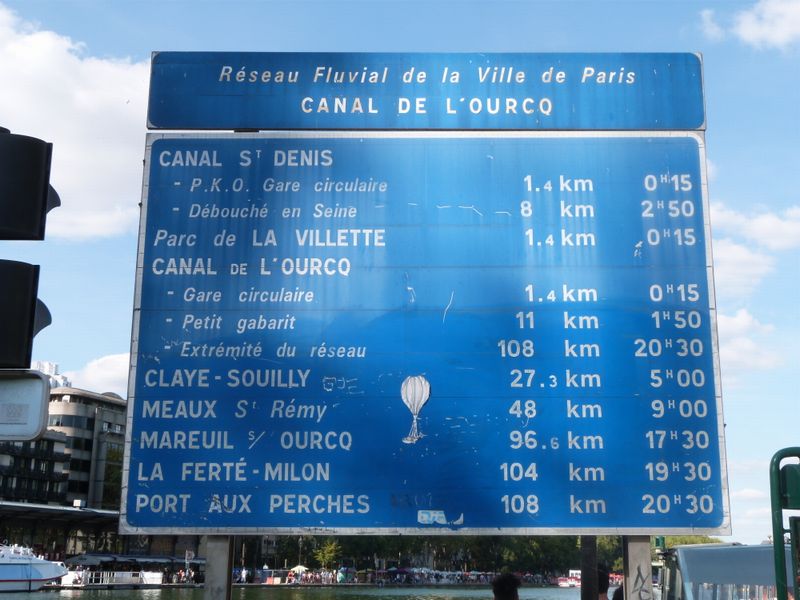 Réseau Fluvial de la Ville de Paris
CANAL DE L'OURCQ
CANAL ST DENIS
- P.K.O. Gare circulaire 1.4 km 0H15
- Débouché en Seine 8 km 2H50
Parc de LA VILLETTE 1.4 km 0H15
CANAL DE L'OURCQ
- Gare circulaire 1.4 km 0H15
- Petit gabarit 11 km 1H50
- Extrémité du réseau 108 km 20H30
CLAYE-SOUILLY 27.3 km 5H00
MEAUX St Rémy 48 km 9H00
MAREUIL s/ OURCQ 96.6 km 17H30
LA FERTÉ-MILON 104 km 19H30
PORT AUX PERCHES 108 km 20H30